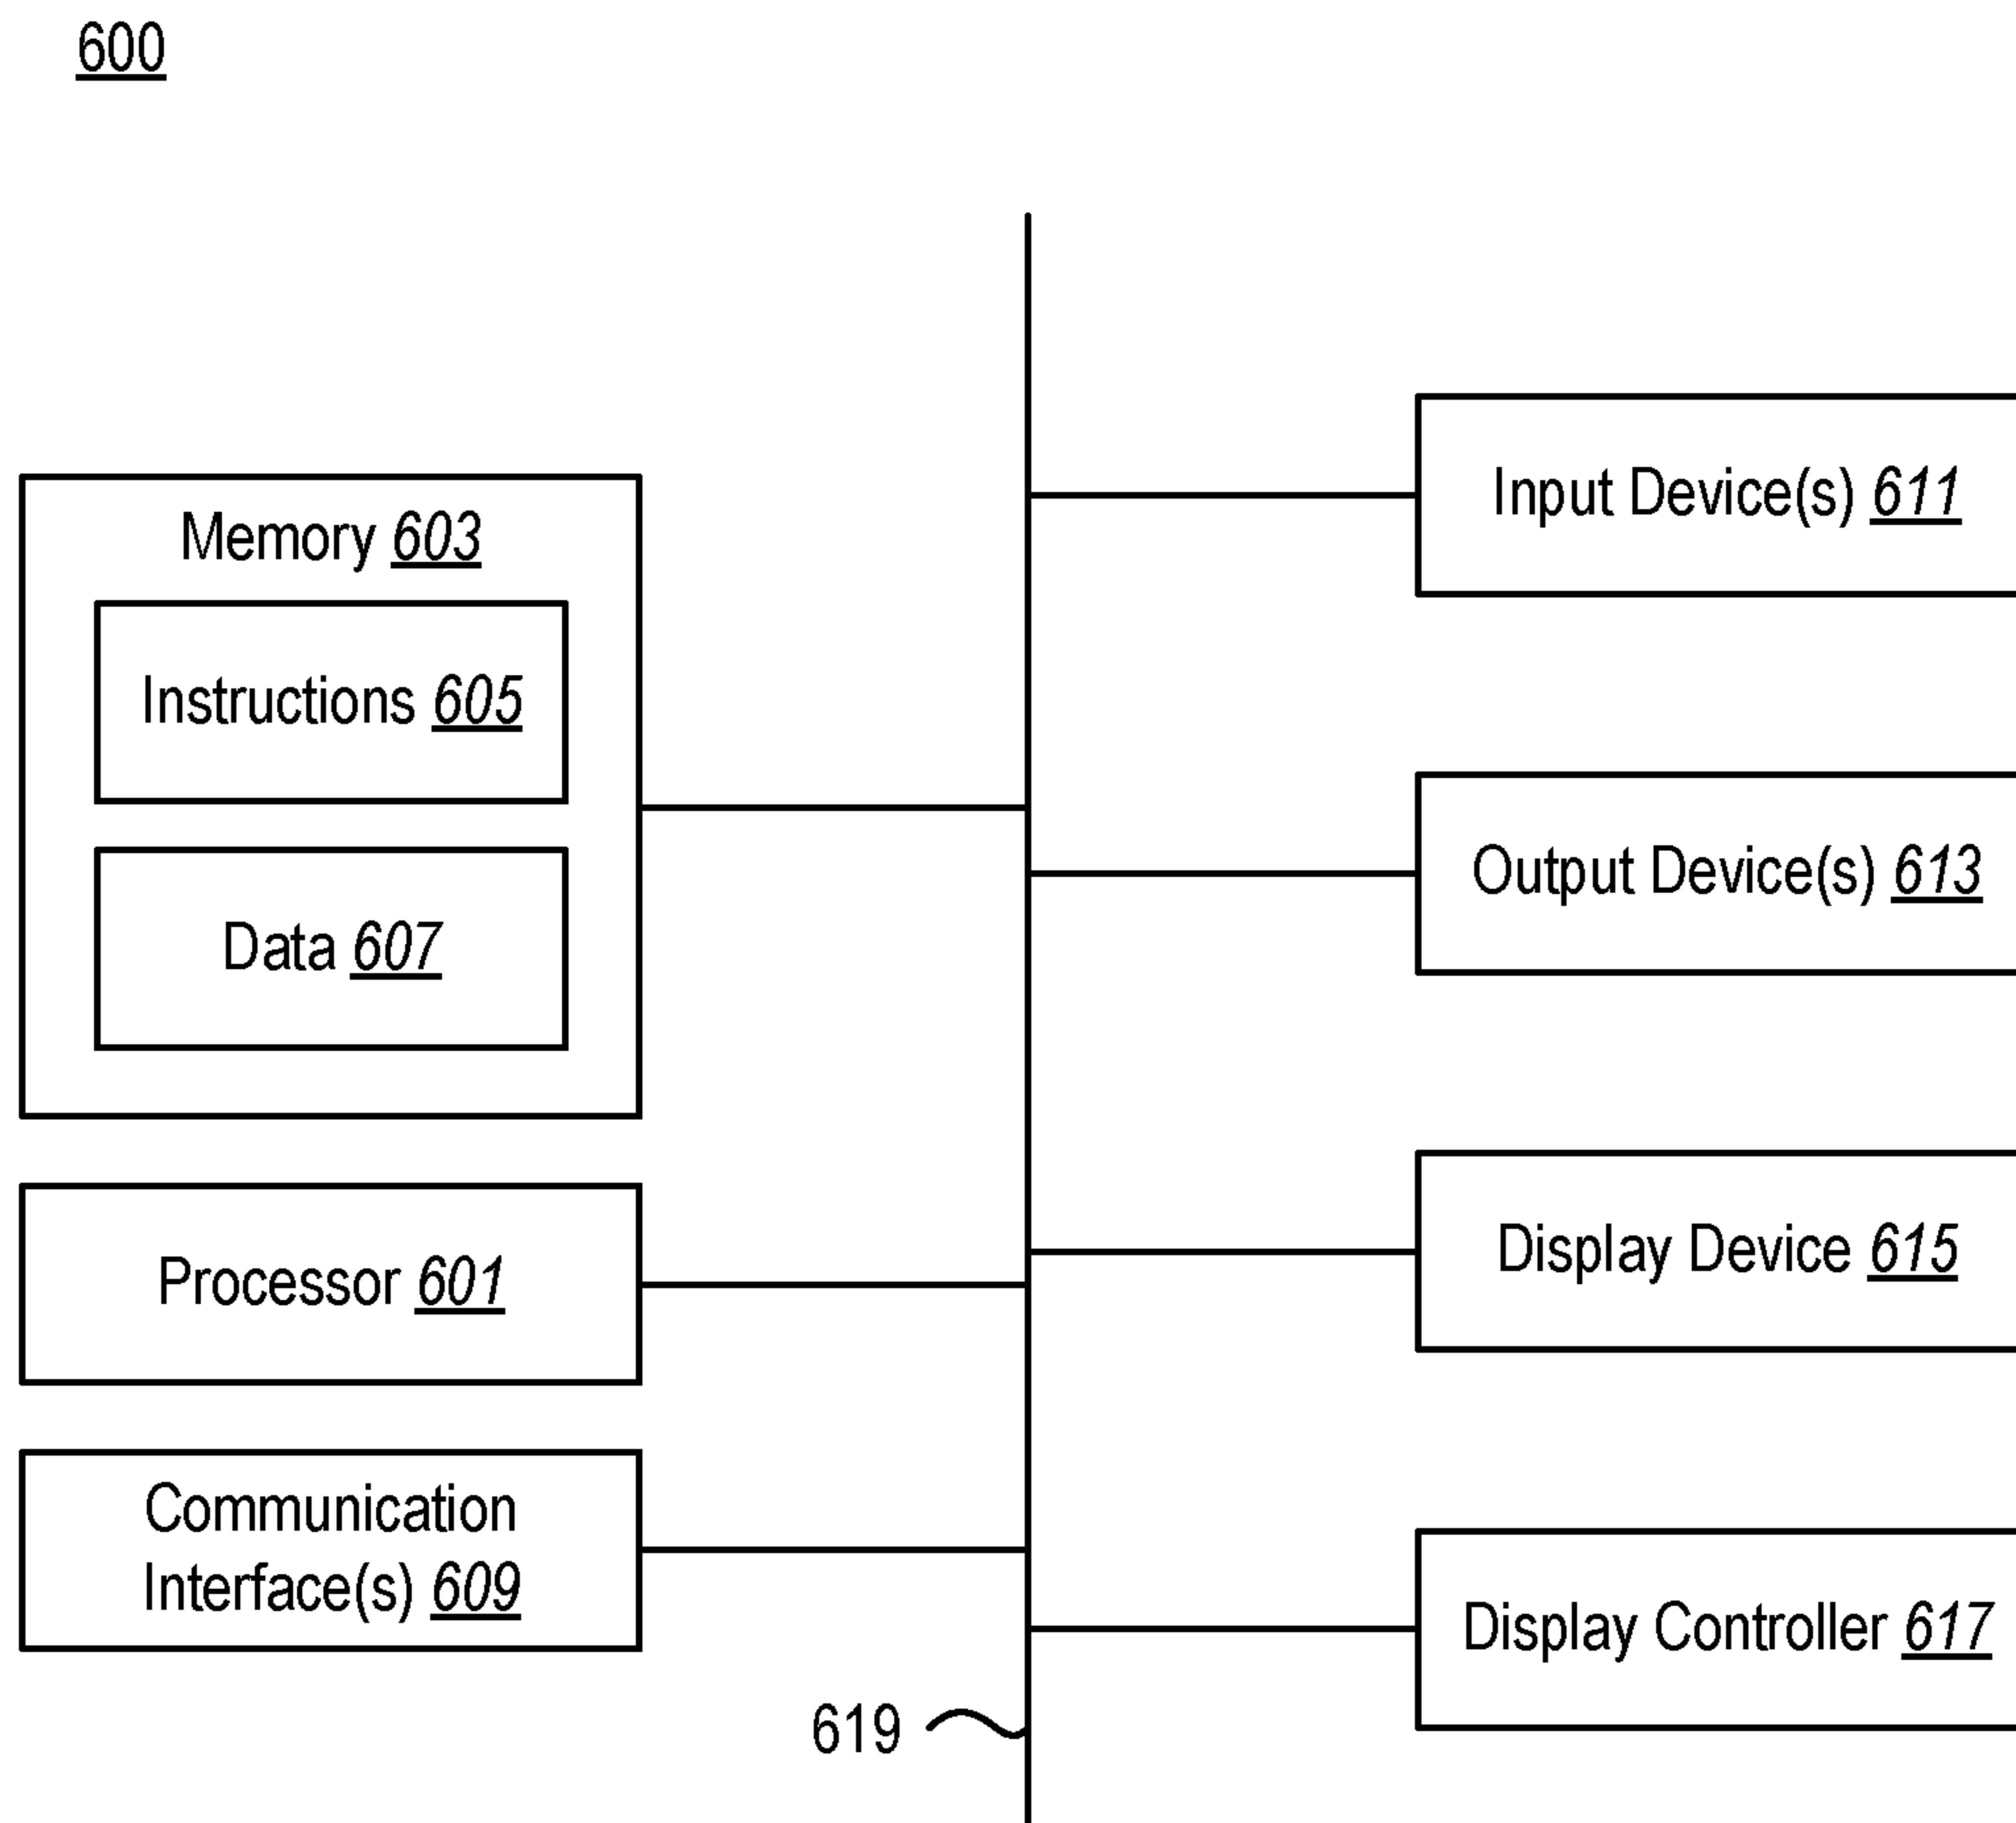 600
Memory 603
Instructions 605
Data 607
Processor 601
Communication
Interface(s) 609
Input Device(s) 611
Output Device(s) 613
Display Device 615
Display Controller 617
619